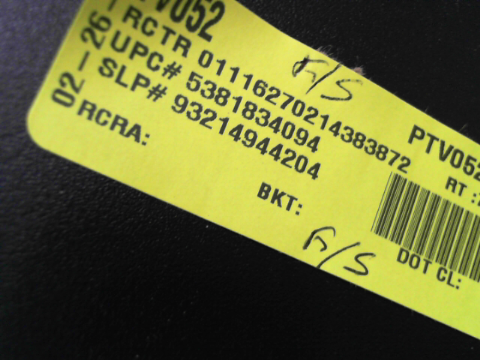 PTV052
RCTR 01116270214383872
UPC# 5381834094
SLP# 93214944204
RCRA:
02-26-
F/S
BKT:
F/S
PTV052
RT:
DOT CL: